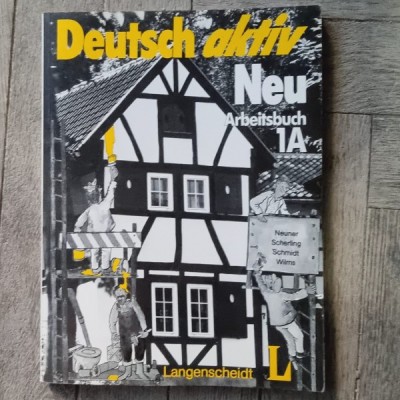 Deutsch aktiv
Neu
Arbeitsbuch
1A
Neuner
Scherling
Schmidt
Wilms
Langenscheidt
L